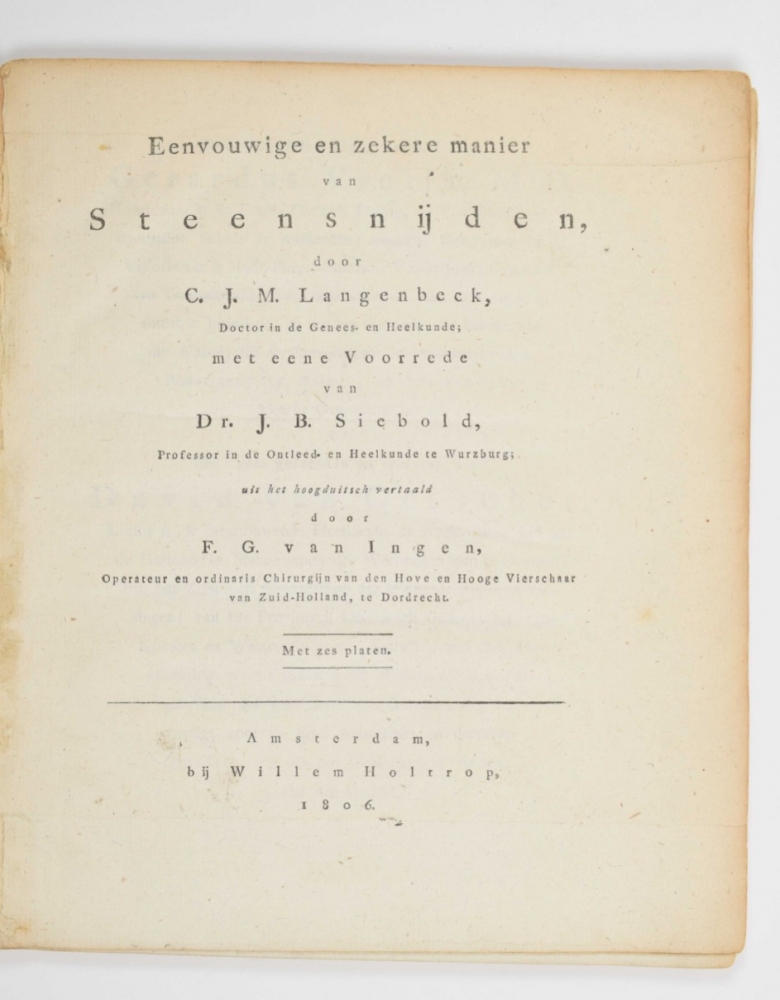 Eenvouwige en zekere manier
van
Steensnijden,
door
C. J. M. Langenbeck,
Doctor in de Genees- en Heelkunde;
met eene Voorrede
van
Dr. J. B. Siebold,
Professor in de Ontleed- en Heelkunde te Wurzburg;
uit het hoogduitsch vertaald
door
F. G. van Ingen,
Operateur en ordinaris Chirurgijn van den Hove en Hooge Vierschaar
van Zuid-Holland, te Dordrecht.
Met zes platen.
Amsterdam,
bij Willem Holtrop,
1806.